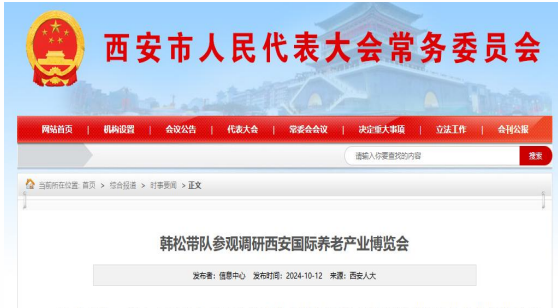 西安市人民代表大会常务委员会
网站首页 | 机构设置 | 会议公告 | 代表大会 | 常委会会议 | 决定重大事项 | 立法工作 | 会刊公报
请输入你要查找的内容 搜索
当前所在位置: 首页 > 综合报道 > 时事要闻 > 正文
韩松带队参观调研西安国际养老产业博览会
发布者: 信息中心 发布时间: 2024-10-12 来源: 西安人大